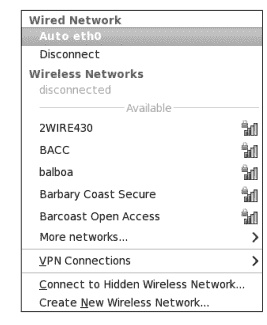 Wired Network
Auto eth0
Disconnect
Wireless Networks
disconnected
Available
2WIRE430
BACC
balboa
Barbary Coast Secure
Barcoast Open Access
More networks...
VPN Connections
Connect to Hidden Wireless Network...
Create New Wireless Network...